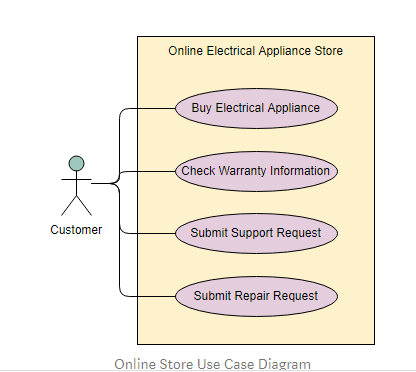 Online Electrical Appliance Store
Buy Electrical Appliance
Check Warranty Information
Customer
Submit Support Request
Submit Repair Request
Online Store Use Case Diagram